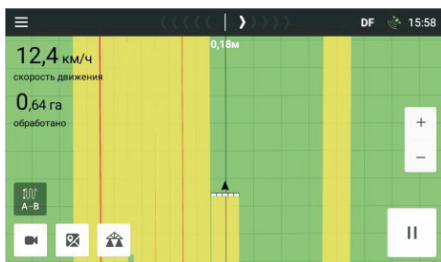 DF 15:58
0,18м
12,4 км/ч
скорость движения
0,64 га
обработано
A-B